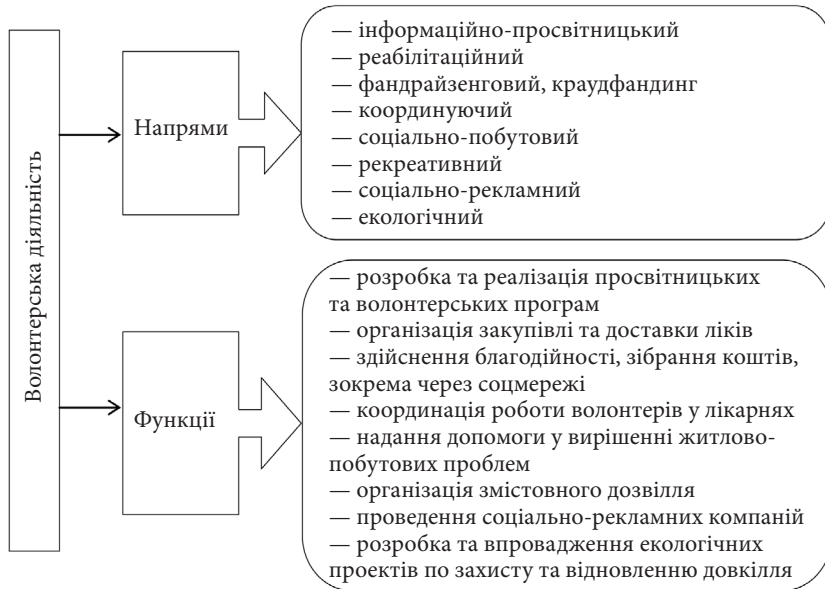 Волонтерська діяльність
Напрями
— інформаційно-просвітницький
— реабілітаційний
— фандрайзенговий, краудфандинг
— координуючий
— соціально-побутовий
— рекреативний
— соціально-рекламний
— екологічний
Функції
— розробка та реалізація просвітницьких
та волонтерських програм
— організація закупівлі та доставки ліків
— здійснення благодійності, зібрання коштів,
зокрема через соцмережі
— координація роботи волонтерів у лікарнях
— надання допомоги у вирішенні житлово-
побутових проблем
— організація змістовного дозвілля
— проведення соціально-рекламних компаній
— розробка та впровадження екологічних
проектів по захисту та відновленню довкілля